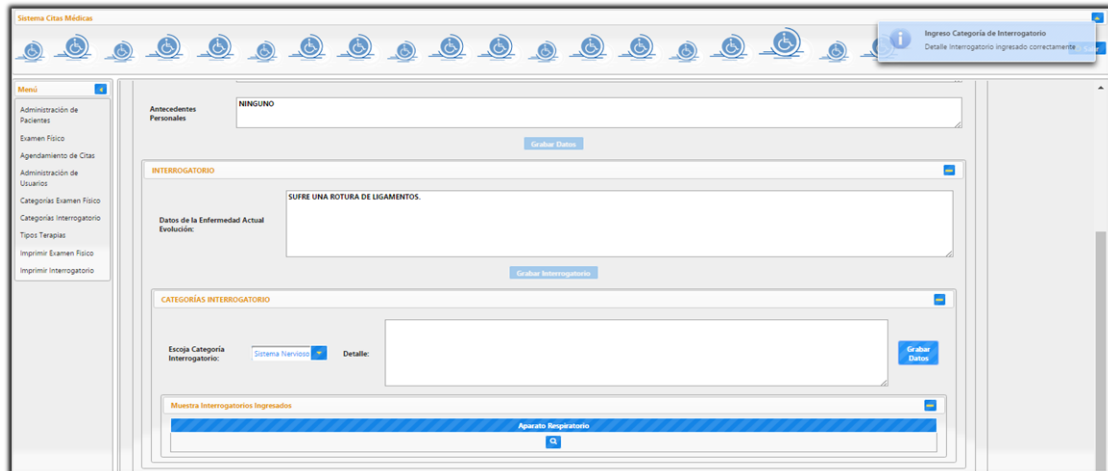 Sistema Citas Médicas
Ingreso Categoría de Interrogatorio
Detalle Interrogatorio ingresado correctamente
Salir
Menú
Administración de
Pacientes
Examen Físico
Agendamiento de Citas
Administración de
Usuarios
Categorías Examen Físico
Categorías Interrogatorio
Tipos Terapias
Imprimir Examen Físico
Imprimir Interrogatorio
Antecedentes
Personales
NINGUNO
Grabar Datos
INTERROGATORIO
Datos de la Enfermedad Actual
Evolución:
SUFRE UNA ROTURA DE LIGAMENTOS.
Grabar Interrogatorio
CATEGORÍAS INTERROGATORIO
Escoja Categoría
Interrogatorio:
Sistema Nervioso
Detalle:
Grabar
Datos
Muestra Interrogatorios Ingresados
Aparato Respiratorio